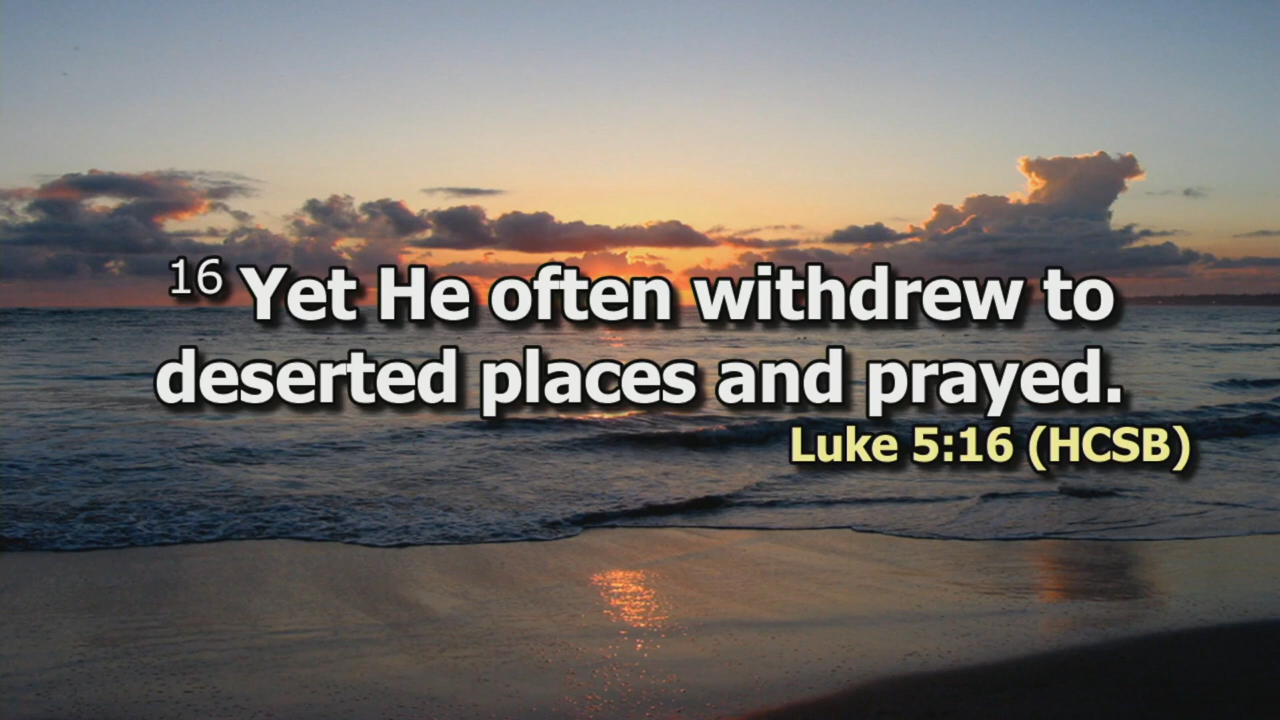 16 Yet He often withdrew to
deserted places and prayed.
Luke 5:16 (HCSB)